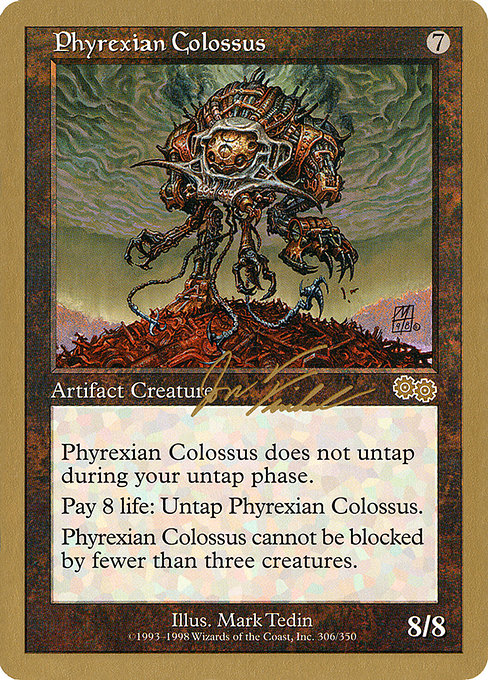 Phyrexian Colossus 7
Artifact Creature
Phyrexian Colossus does not untap
during your untap phase.
Pay 8 life: Untap Phyrexian Colossus.
Phyrexian Colossus cannot be blocked
by fewer than three creatures.
Illus. Mark Tedin
©1993–1998 Wizards of the Coast, Inc. 306/350
8/8